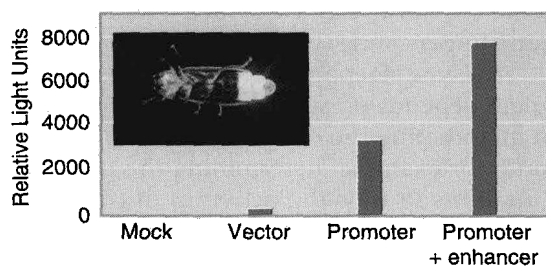 Relative Light Units
8000
6000
4000
2000
0
Mock
Vector
Promoter
Promoter
+ enhancer